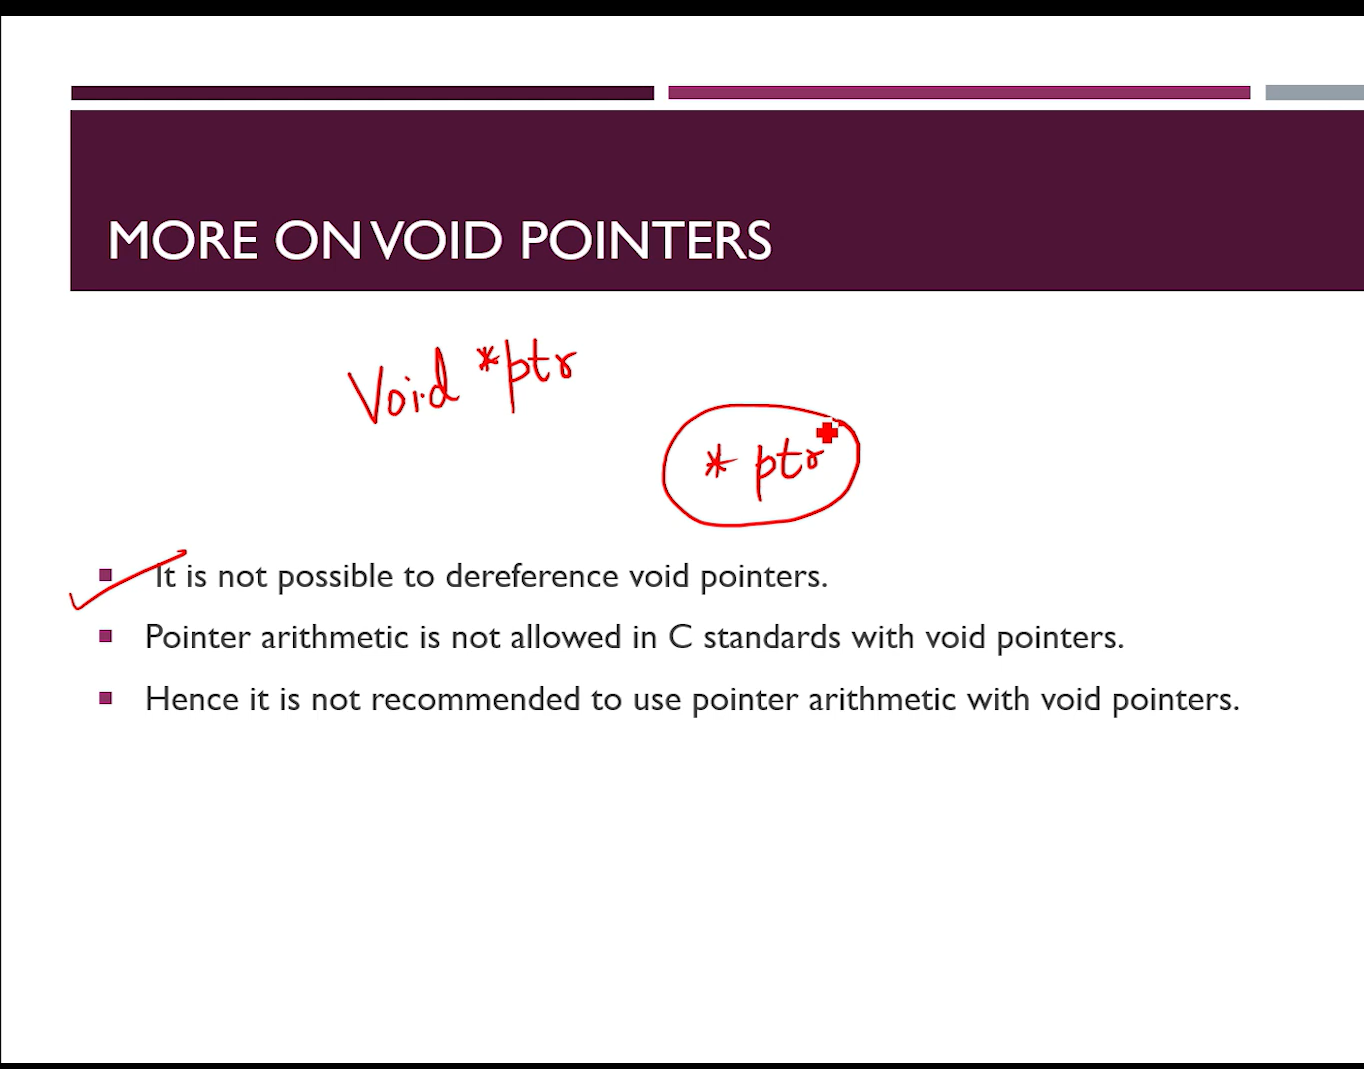 MORE ON VOID POINTERS
Void *ptr
* ptr
It is not possible to dereference void pointers.
Pointer arithmetic is not allowed in C standards with void pointers.
Hence it is not recommended to use pointer arithmetic with void pointers.